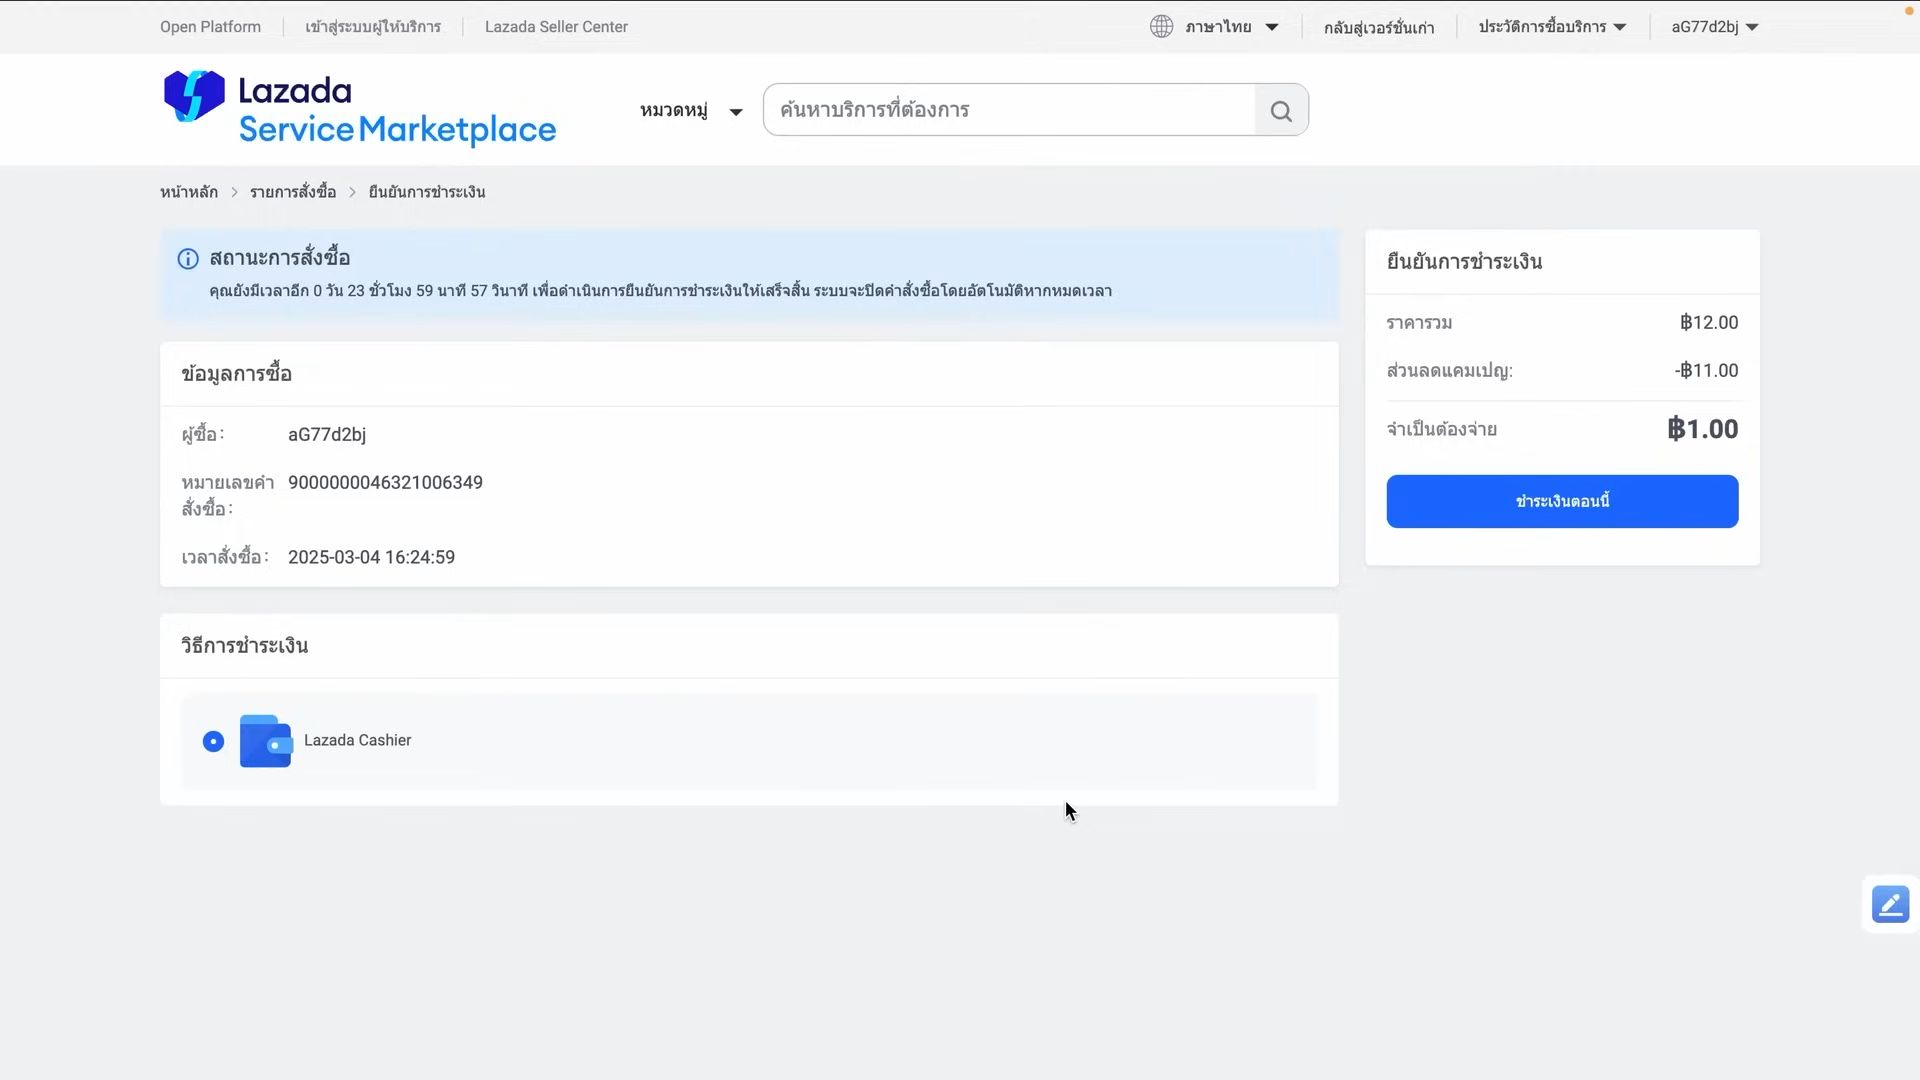 Open Platform
เข้าสู่ระบบผู้ให้บริการ
Lazada Seller Center
ภาษาไทย
กลับสู่เวอร์ชั่นเก่า
ประวัติการซื้อบริการ
aG77d2bj
Lazada
Service Marketplace
หมวดหมู่
ค้นหาบริการที่ต้องการ
หน้าหลัก > รายการสั่งซื้อ > ยืนยันการชำระเงิน
สถานะการสั่งซื้อ
คุณยังมีเวลาอีก 0 วัน 23 ชั่วโมง 59 นาที 57 วินาที เพื่อดำเนินการยืนยันการชำระเงินให้เสร็จสิ้น ระบบจะปิดคำสั่งซื้อโดยอัตโนมัติหากหมดเวลา
ข้อมูลการซื้อ
ผู้ซื้อ: aG77d2bj
หมายเลขคำ 9000000046321006349
สั่งซื้อ:
เวลาสั่งซื้อ: 2025-03-04 16:24:59
วิธีการชำระเงิน
Lazada Cashier
ยืนยันการชำระเงิน
ราคารวม ฿12.00
ส่วนลดแคมเปญ: -฿11.00
จำเป็นต้องจ่าย ฿1.00
ชำระเงินตอนนี้